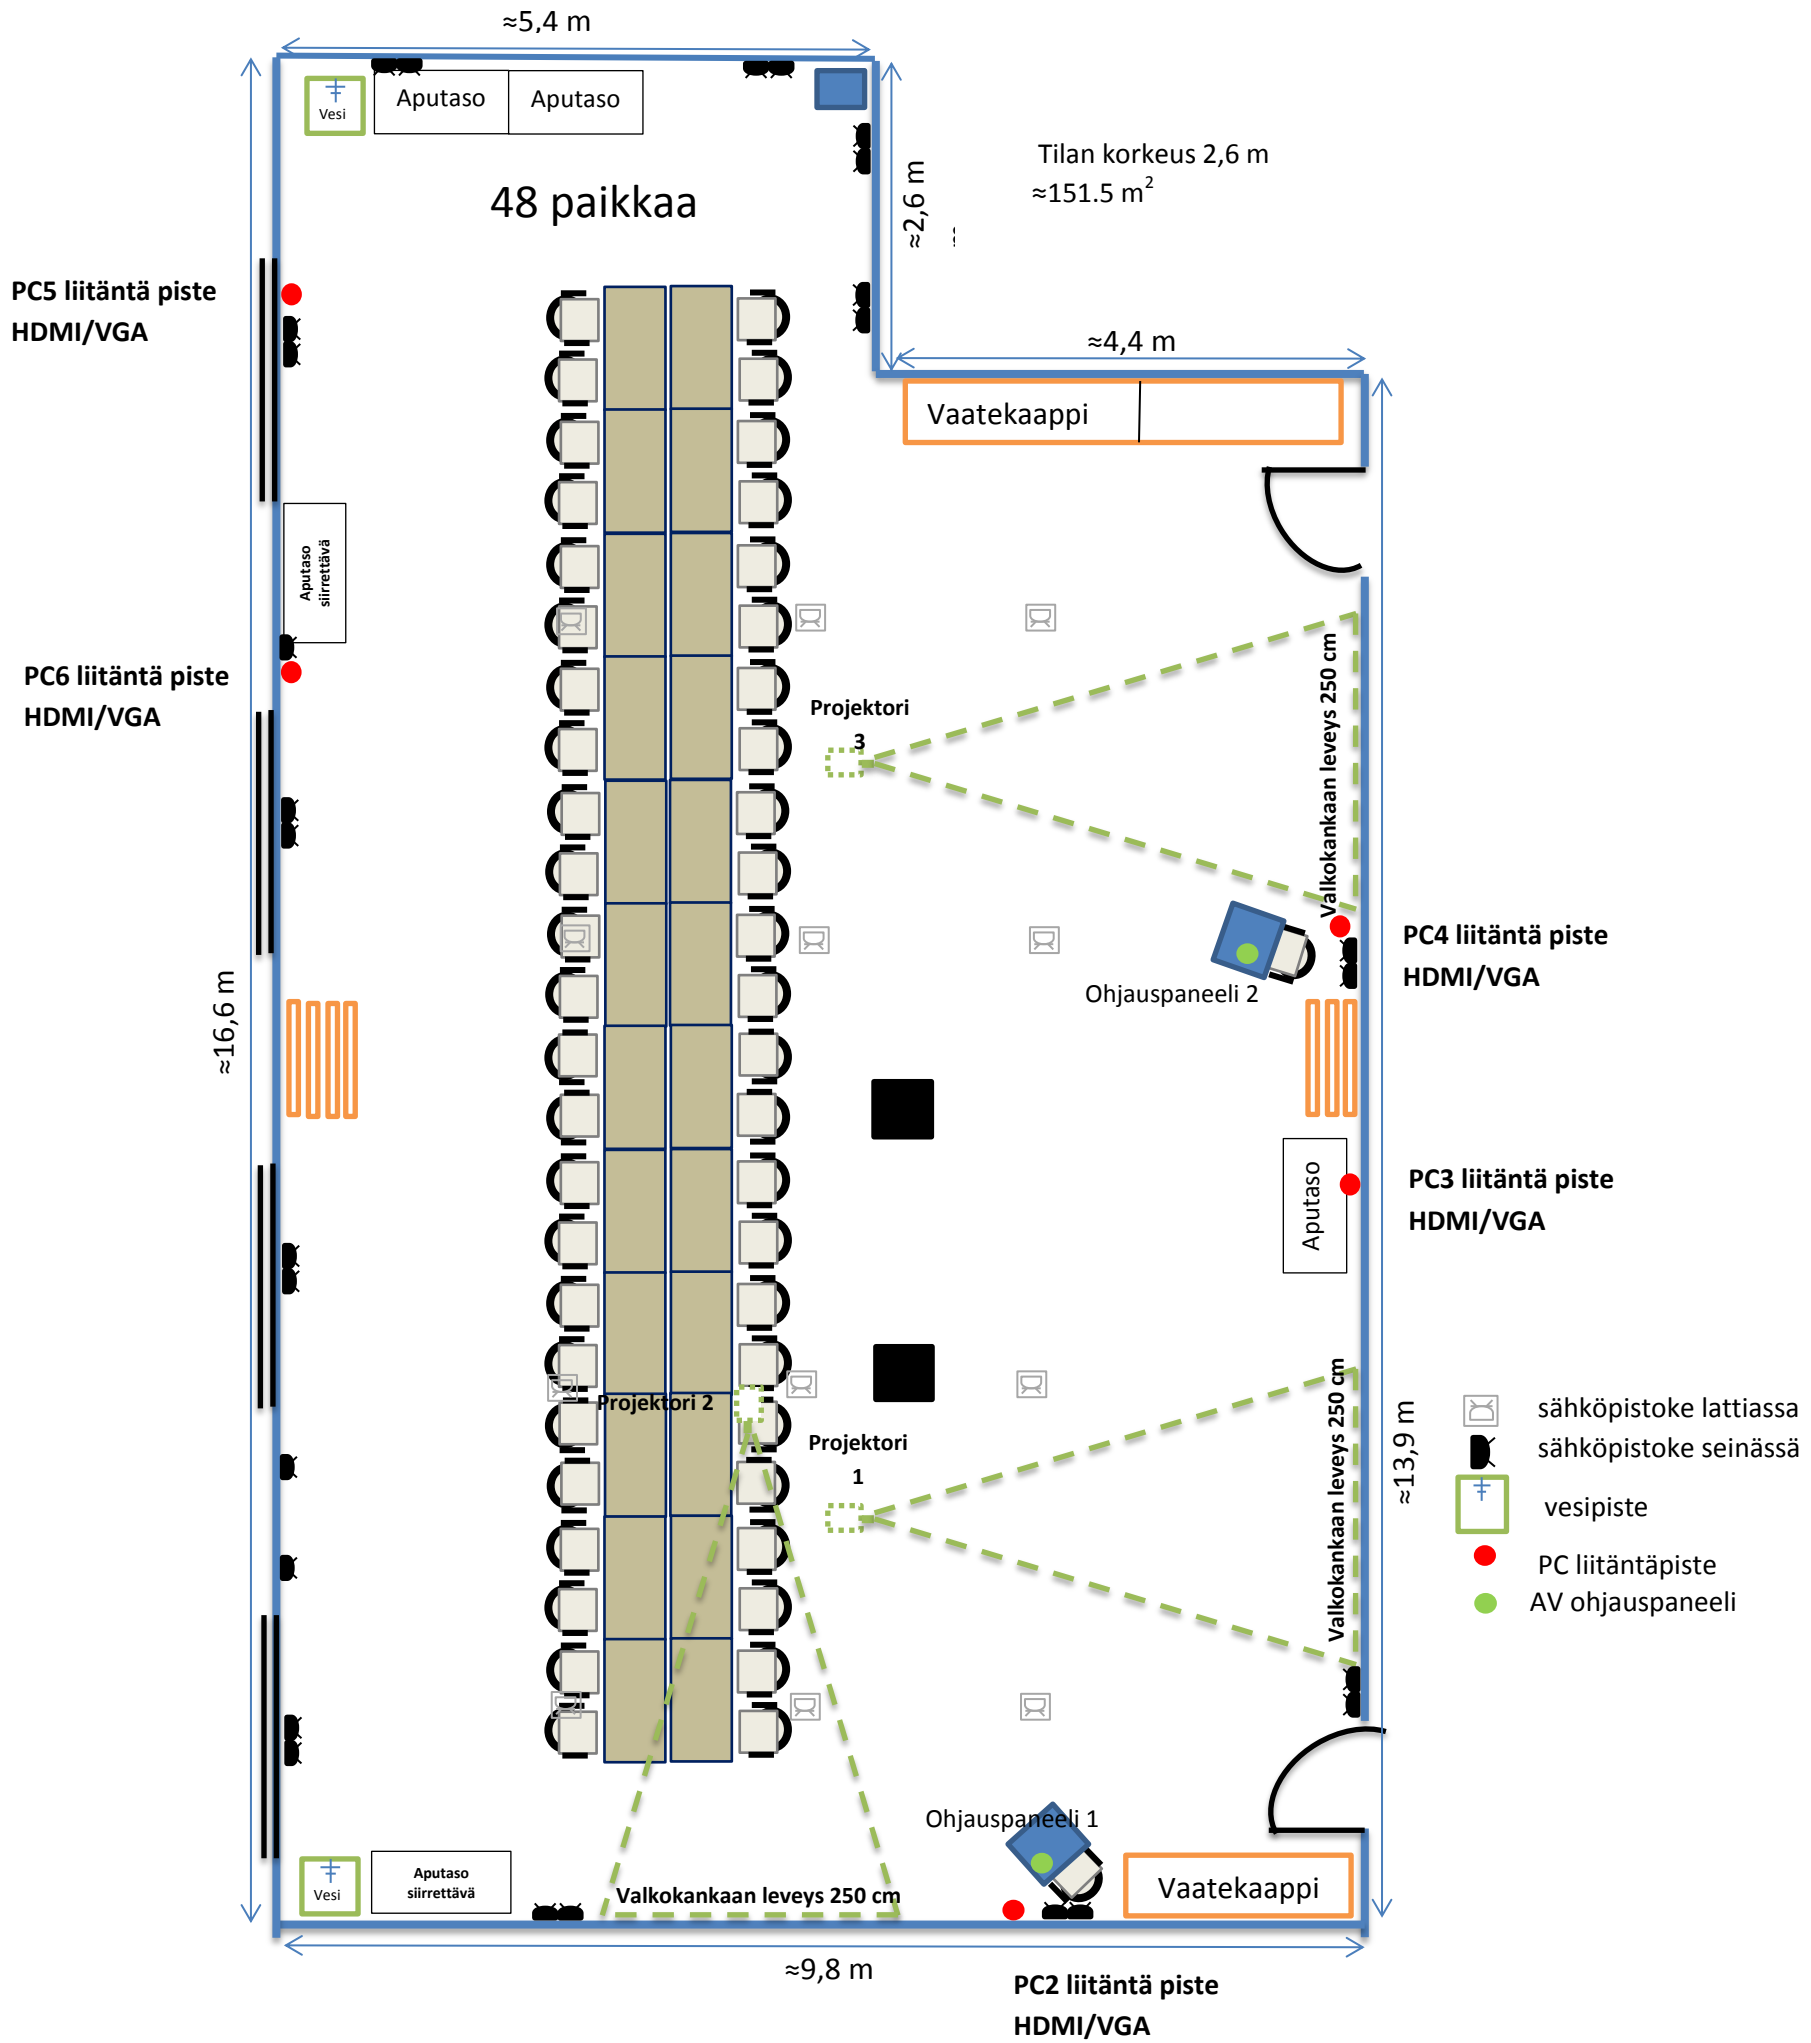 ≈5,4 m
Vesi
Aputaso
Aputaso
Tilan korkeus 2,6 m
≈151.5 m²
≈2,6 m
48 paikkaa
PC5 liitäntä piste
HDMI/VGA
≈4,4 m
Vaatekaappi
Aputaso
siirrettävä
PC6 liitäntä piste
HDMI/VGA
Projektori
3
Valkokankaan leveys 250 cm
PC4 liitäntä piste
HDMI/VGA
Ohjauspaneeli 2
≈16,6 m
Aputaso
PC3 liitäntä piste
HDMI/VGA
Projektori 2
Projektori
1
Valkokankaan leveys 250 cm
≈13,9 m
sähköpistoke lattiassa
sähköpistoke seinässä
vesipiste
PC liitäntäpiste
AV ohjauspaneeli
Ohjauspaneeli 1
Vesi
Aputaso
siirrettävä
Valkokankaan leveys 250 cm
Vaatekaappi
≈9,8 m
PC2 liitäntä piste
HDMI/VGA